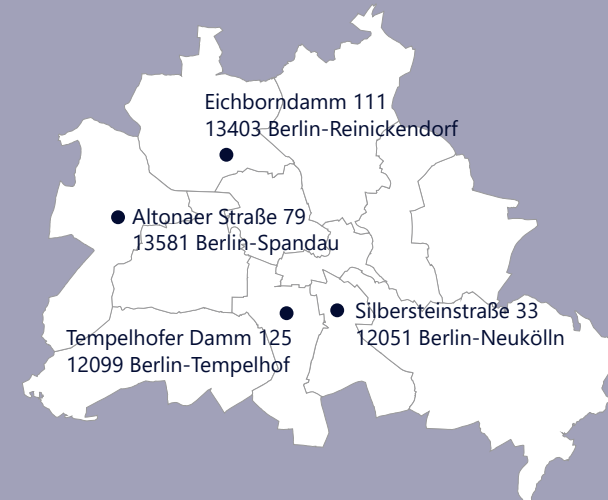 Eichborndamm 111
13403 Berlin-Reinickendorf
Altonaer Straße 79
13581 Berlin-Spandau
Silbersteinstraße 33
12051 Berlin-Neukölln
Tempelhofer Damm 125
12099 Berlin-Tempelhof